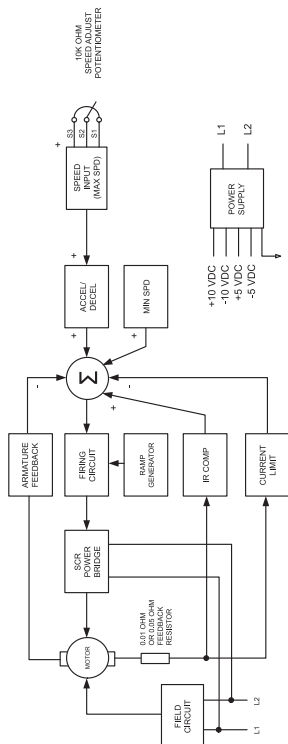 10K OHM
SPEED ADJUST
POTENTIOMETER
+
S3
S2
S1
SPEED
INPUT
(MAX SPD)
+
ACCEL/
DECEL
+
MIN SPD
+
Σ
-
+
-
ARMATURE
FEEDBACK
FIRING
CIRCUIT
RAMP
GENERATOR
IR COMP
CURRENT
LIMIT
SCR
POWER
BRIDGE
MOTOR
0.01 OHM
OR 0.05 OHM
FEEDBACK
RESISTOR
FIELD
CIRCUIT
L1
L2
POWER
SUPPLY
L1
L2
+10 VDC
-10 VDC
+5 VDC
-5 VDC